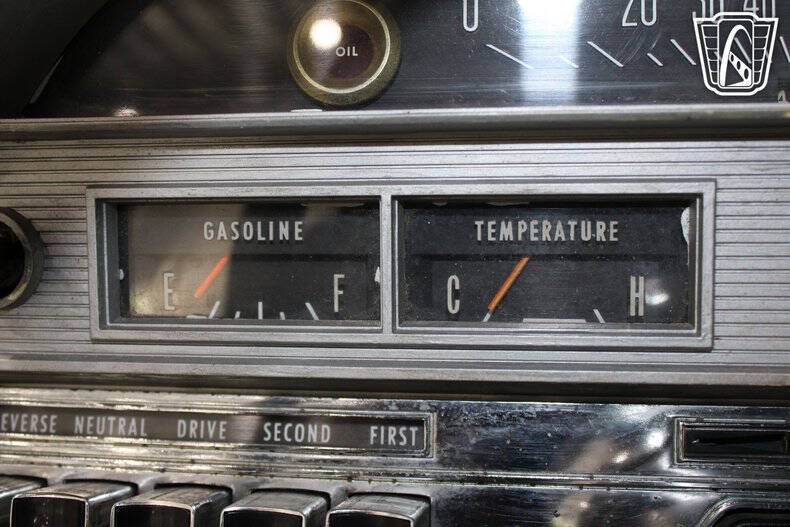 OIL
0 20 30 40
GASOLINE
E F
TEMPERATURE
C H
EVERSE NEUTRAL DRIVE SECOND FIRST